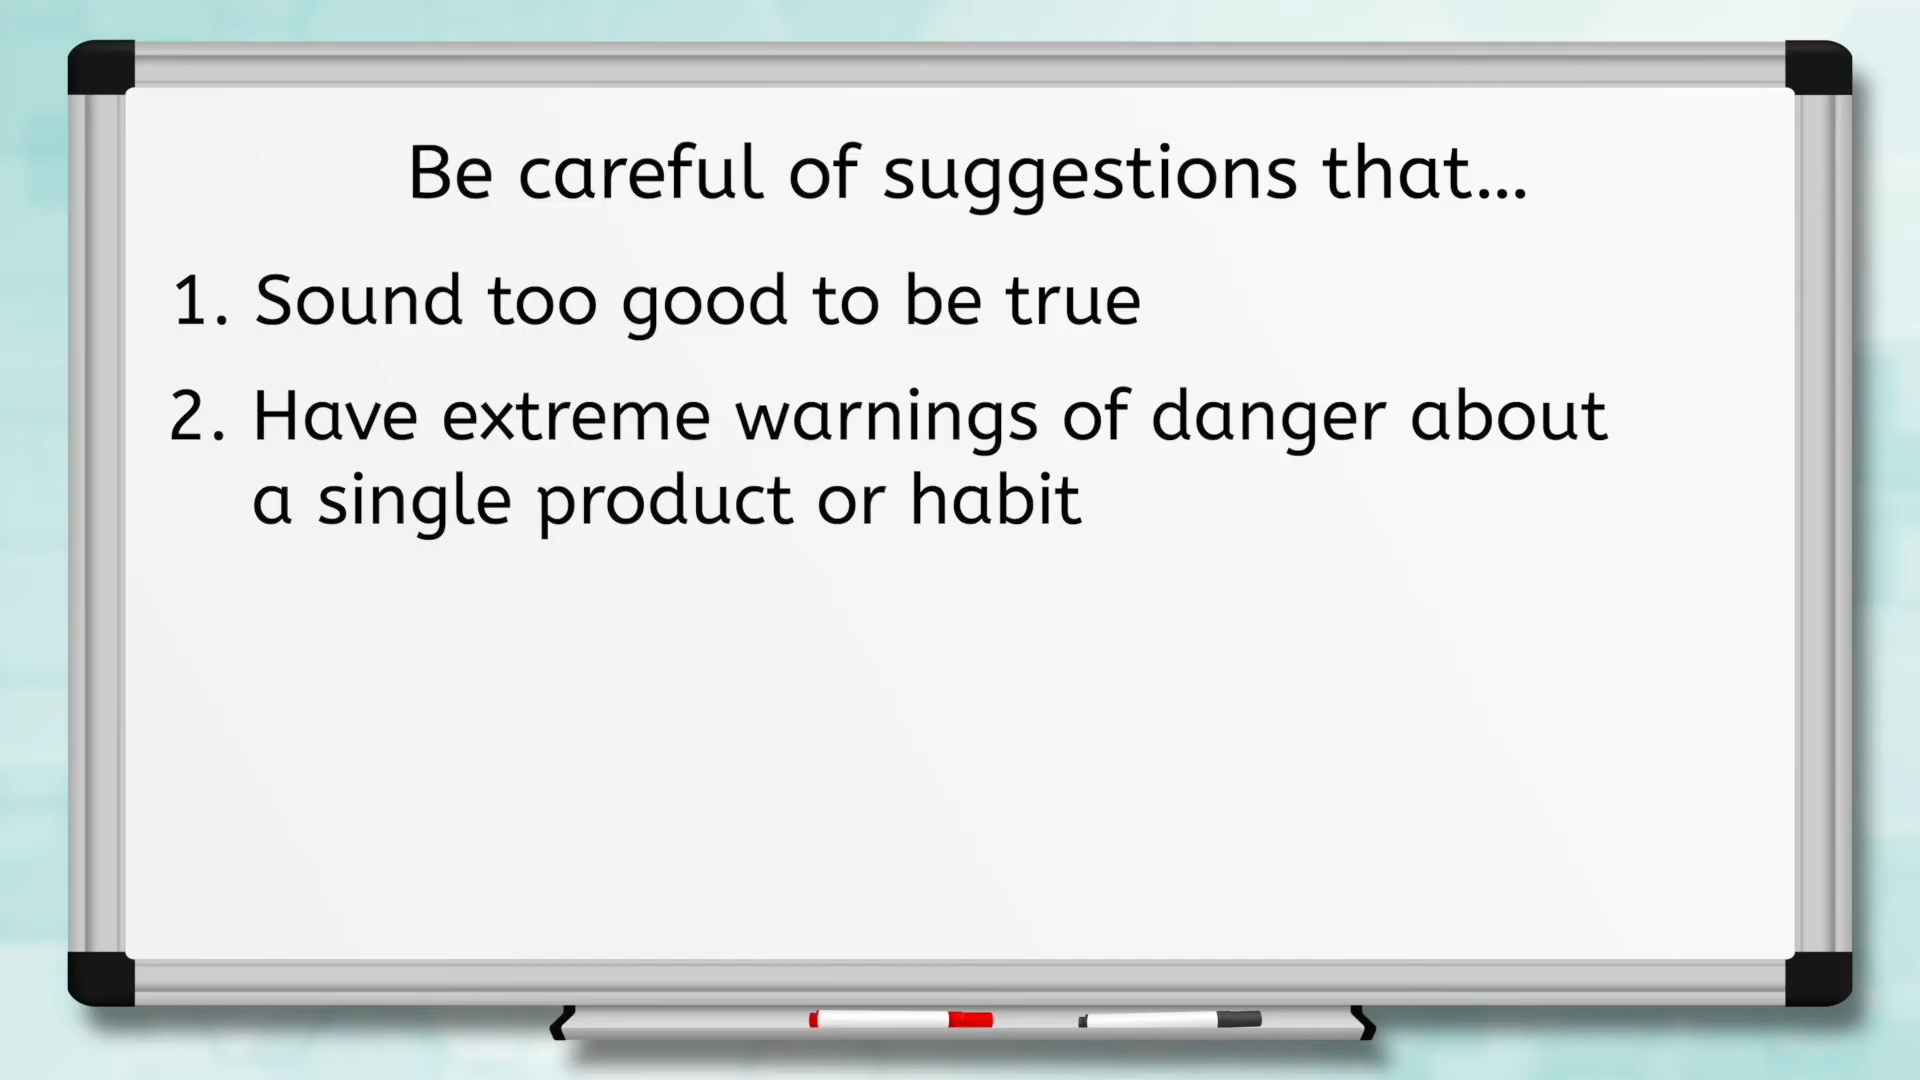 Be careful of suggestions that...
1. Sound too good to be true
2. Have extreme warnings of danger about
a single product or habit